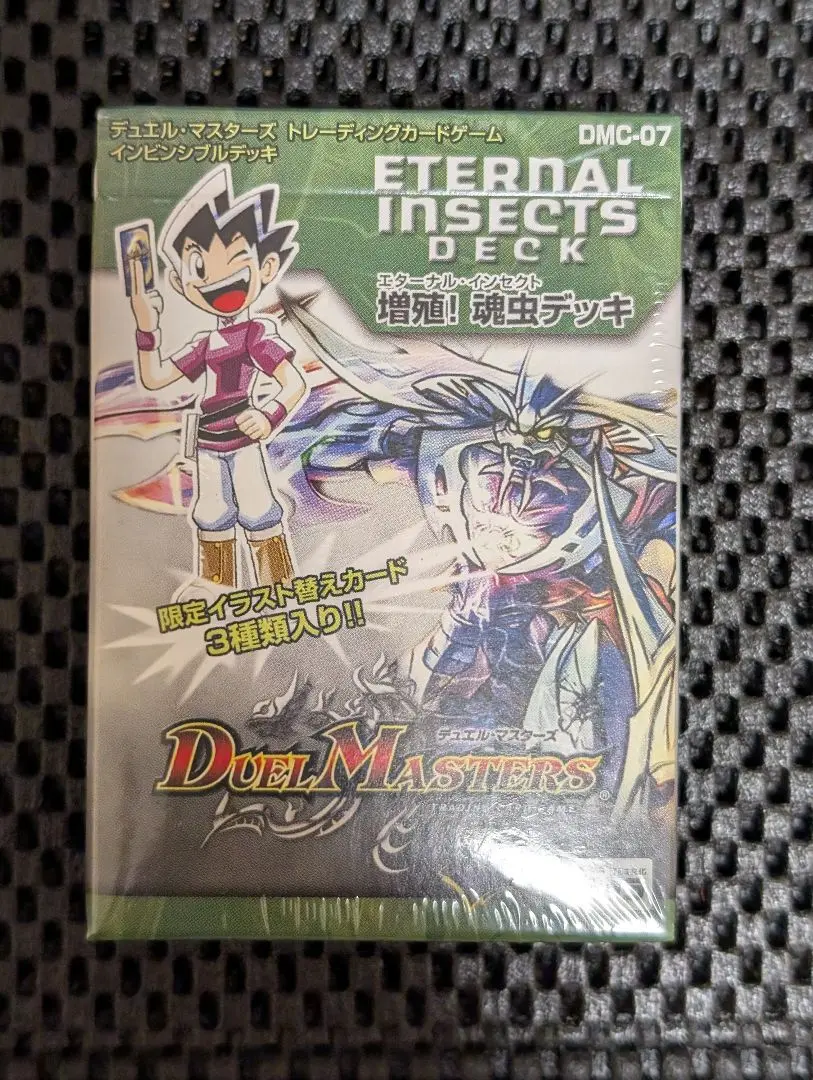 デュエル・マスターズ トレーディングカードゲーム
インビンシブルデッキ
DMC-07
ETERNAL
INSECTS
DECK
エターナル・インセクト
増殖! 魂虫デッキ
限定イラスト替えカード
3種類入り!!
デュエル・マスターズ
DUEL MASTERS
®
TRADING CARD GAME